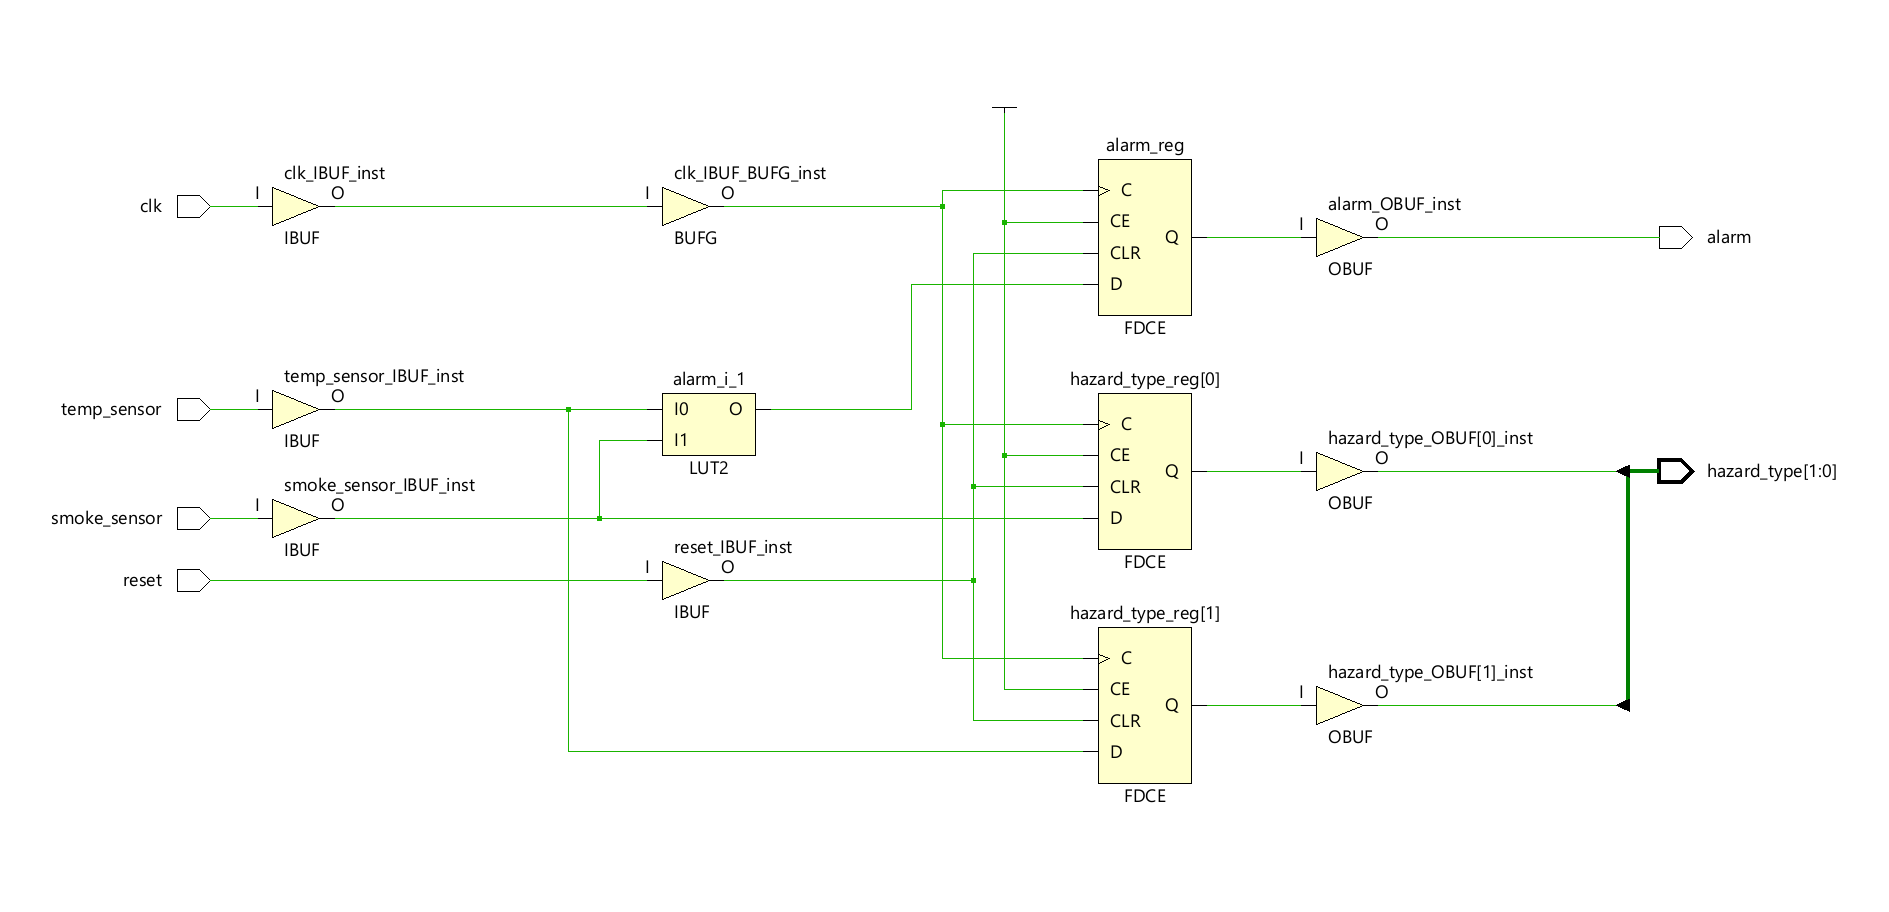 alarm_reg
clk_IBUF_inst
clk_IBUF_BUFG_inst
clk
I
O
IBUF
I
O
BUFG
C
CE
CLR
D
Q
FDCE
alarm_OBUF_inst
I
O
OBUF
alarm
temp_sensor_IBUF_inst
temp_sensor
I
O
IBUF
alarm_i_1
I0
I1
O
LUT2
hazard_type_reg[0]
C
CE
CLR
D
Q
FDCE
hazard_type_OBUF[0]_inst
I
O
OBUF
hazard_type[1:0]
smoke_sensor_IBUF_inst
smoke_sensor
I
O
IBUF
reset_IBUF_inst
reset
I
O
IBUF
hazard_type_reg[1]
C
CE
CLR
D
Q
FDCE
hazard_type_OBUF[1]_inst
I
O
OBUF